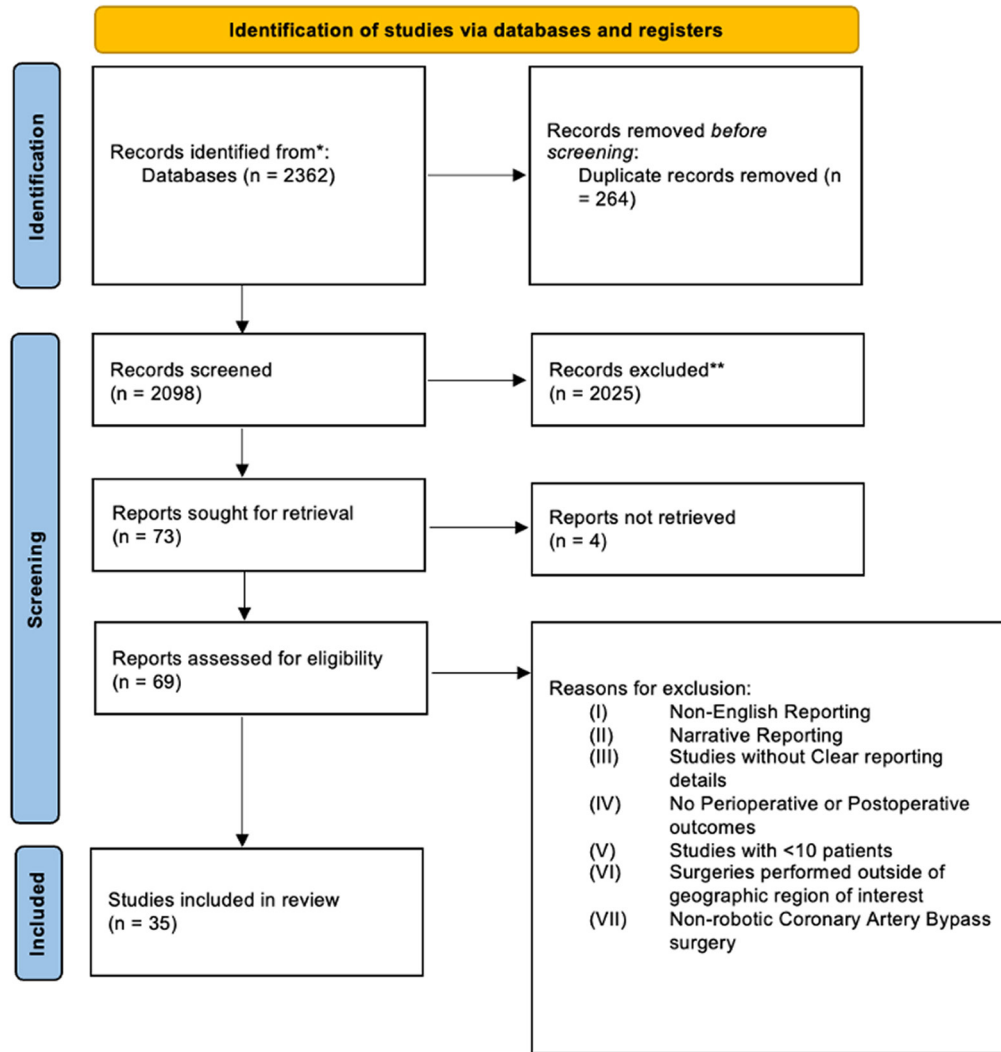 Identification of studies via databases and registers
Identification
Records identified from*:
Databases (n = 2362)
Records removed before
screening:
Duplicate records removed (n
= 264)
Screening
Records screened
(n = 2098)
Records excluded**
(n = 2025)
Reports sought for retrieval
(n = 73)
Reports not retrieved
(n = 4)
Reports assessed for eligibility
(n = 69)
Reasons for exclusion:
(I) Non-English Reporting
(II) Narrative Reporting
(III) Studies without Clear reporting
details
(IV) No Perioperative or Postoperative
outcomes
(V) Studies with <10 patients
(VI) Surgeries performed outside of
geographic region of interest
(VII) Non-robotic Coronary Artery Bypass
surgery
Included
Studies included in review
(n = 35)